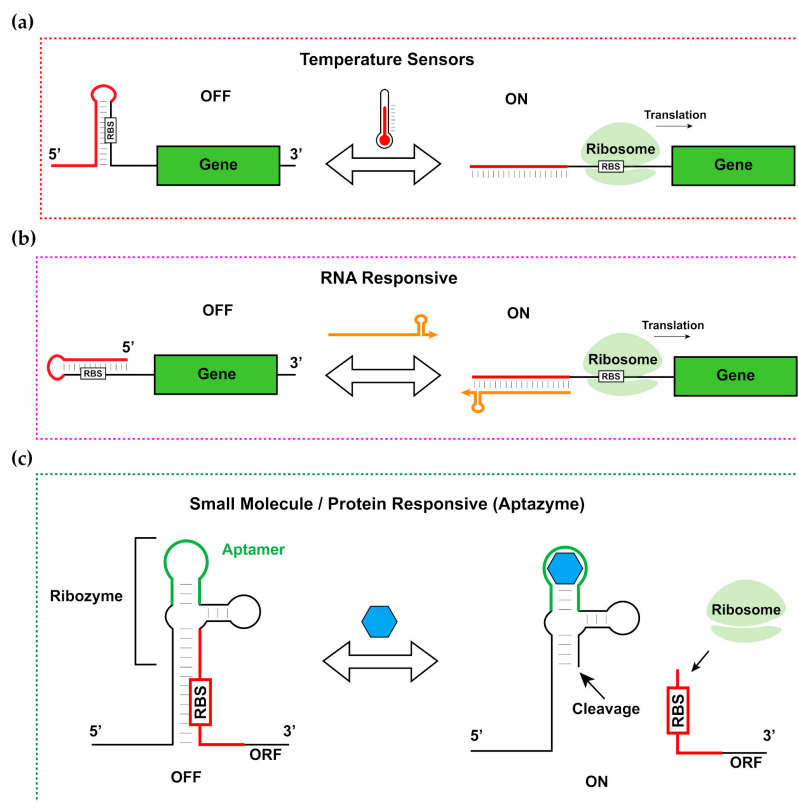 (a)
Temperature Sensors
OFF
ON
Translation
RBS
Ribosome
5’
Gene
3’
RBS
Gene
(b)
RNA Responsive
OFF
ON
Translation
5’
3’
Ribosome
RBS
Gene
RBS
Gene
(c)
Small Molecule / Protein Responsive (Aptazyme)
Aptamer
Ribozyme
Ribosome
RBS
Cleavage
RBS
5’
3’
5’
3’
ORF
ORF
OFF
ON